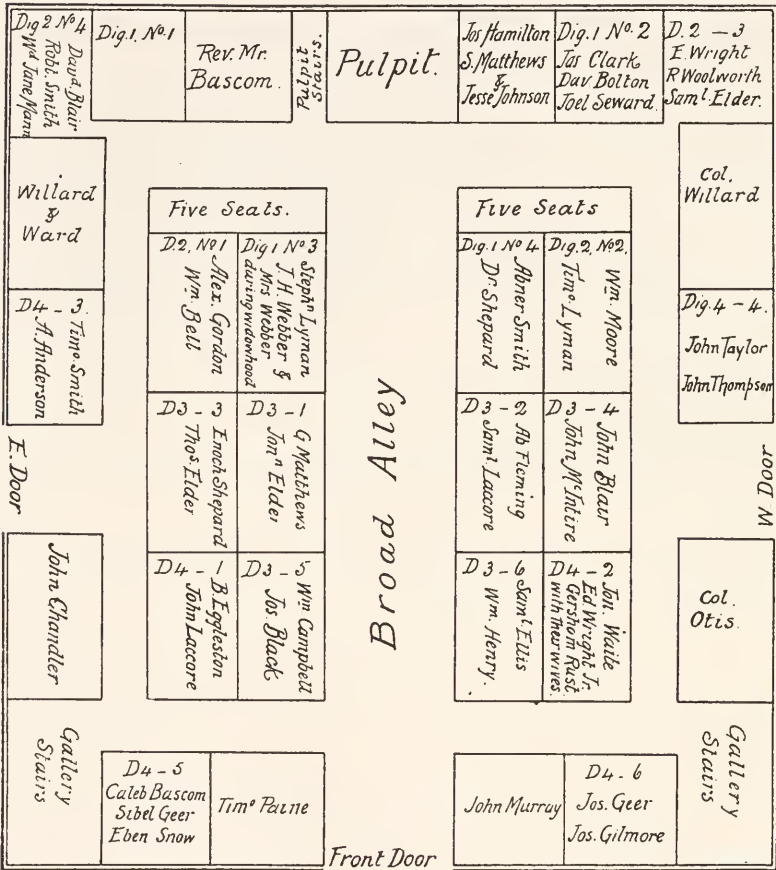 Dig 2 Nº 4
Davᵈ. Blair
Robt. Smith
Wᵈ Jane Mann
Dig. 1. No. 1
Rev. Mr.
Bascom.
Pulpit
Stairs.
Pulpit.
Jos Hamilton
S. Matthews
&
Jesse Johnson
Dig. 1 Nº. 2
Jas Clark
Dav Bolton
Joel Seward.
D. 2 — 3
E. Wright
R Woolworth
Samˡ. Elder.
Willard
&
Ward
Col.
Willard
Five Seats.
Five Seats
D. 2, Nº 1
Alex. Gordon
Wm. Bell
Dig 1 Nº 3
Stephⁿ Lyman
J. H. Webber &
Mrs Webber
during widowhood
Dig. 1 Nº 4
Abner Smith
Dr Shepard
Dig. 2, Nº 2,
Wm. Moore
Timº. Lyman
D4 - 3.
Timº. Smith
A. Anderson
Dig. 4 - 4.
John Taylor
John Thompson
D3 - 3
Enoch Shepard
Thoˢ. Elder
D3 - 1
G Matthews
Jonⁿ Elder
Broad Alley
D 3 - 2
Ab Fleming
Samˡ. Laccore
D 3 - 4
John Blair
John McIntire
E. Door
W Door
John Chandler
D4 - 1
B. Eggleston
John Laccore
D3 - 5
Wm Campbell
Jos. Black
D 3 - 6
Samˡ. Ellis
Wm. Henry.
D4 - 2
Jon. Waite
Ed Wright Jr.
Gershom Rust
with their wives.
Col.
Otis.
Gallery
Stairs
D4 - 5
Caleb Bascom
Sibel Geer
Eben Snow
Timº Paine
John Murray
D4 - 6
Jos. Geer
Jos. Gilmore
Gallery
Stairs
Front Door